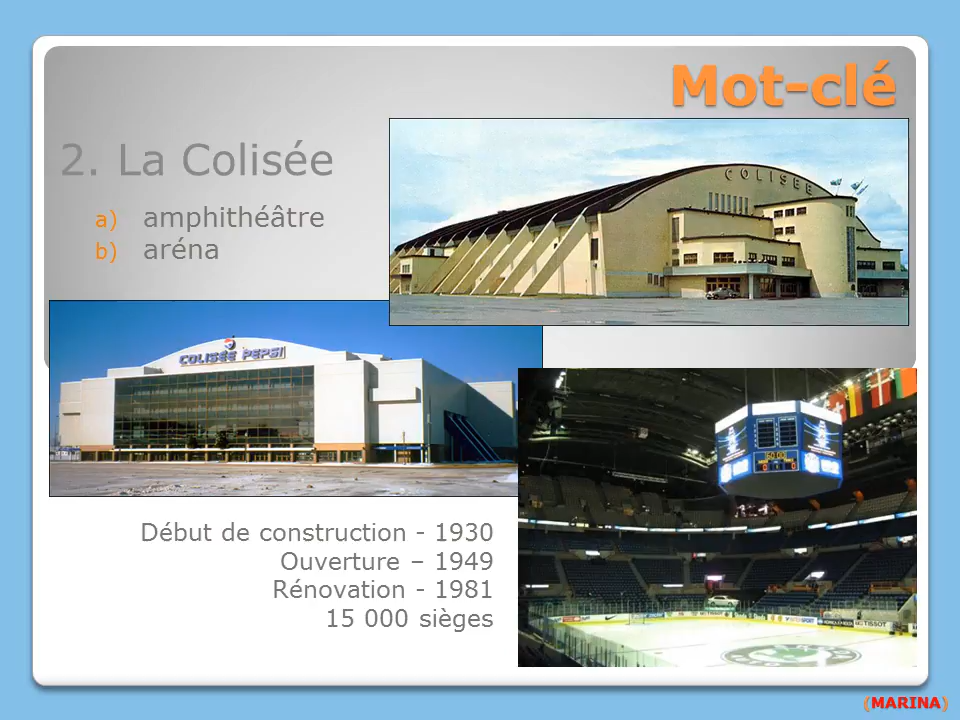 Mot-clé
2. La Colisée
a) amphithéâtre
b) aréna
COLISEE
COLISÉE PEPSI
Début de construction - 1930
Ouverture – 1949
Rénovation - 1981
15 000 sièges
TISSOT
(MARINA)